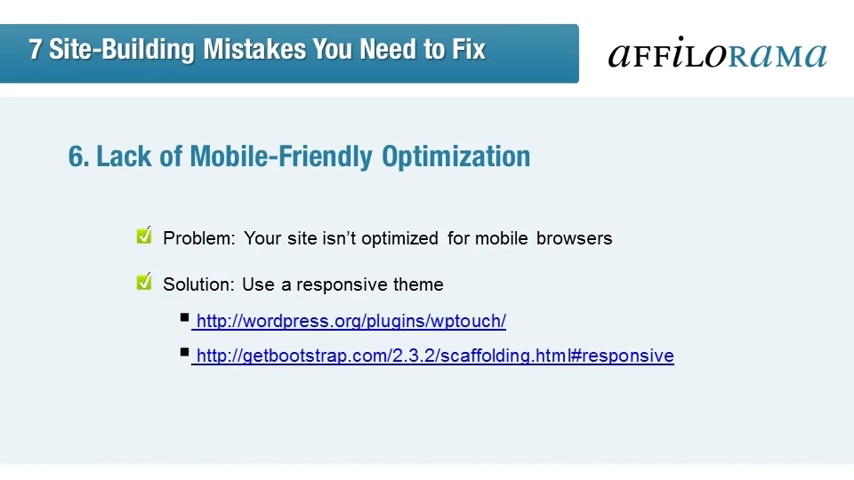 7 Site-Building Mistakes You Need to Fix
aFFiLORaMa
6. Lack of Mobile-Friendly Optimization
Problem: Your site isn't optimized for mobile browsers
Solution: Use a responsive theme
http://wordpress.org/plugins/wptouch/
http://getbootstrap.com/2.3.2/scaffolding.html#responsive